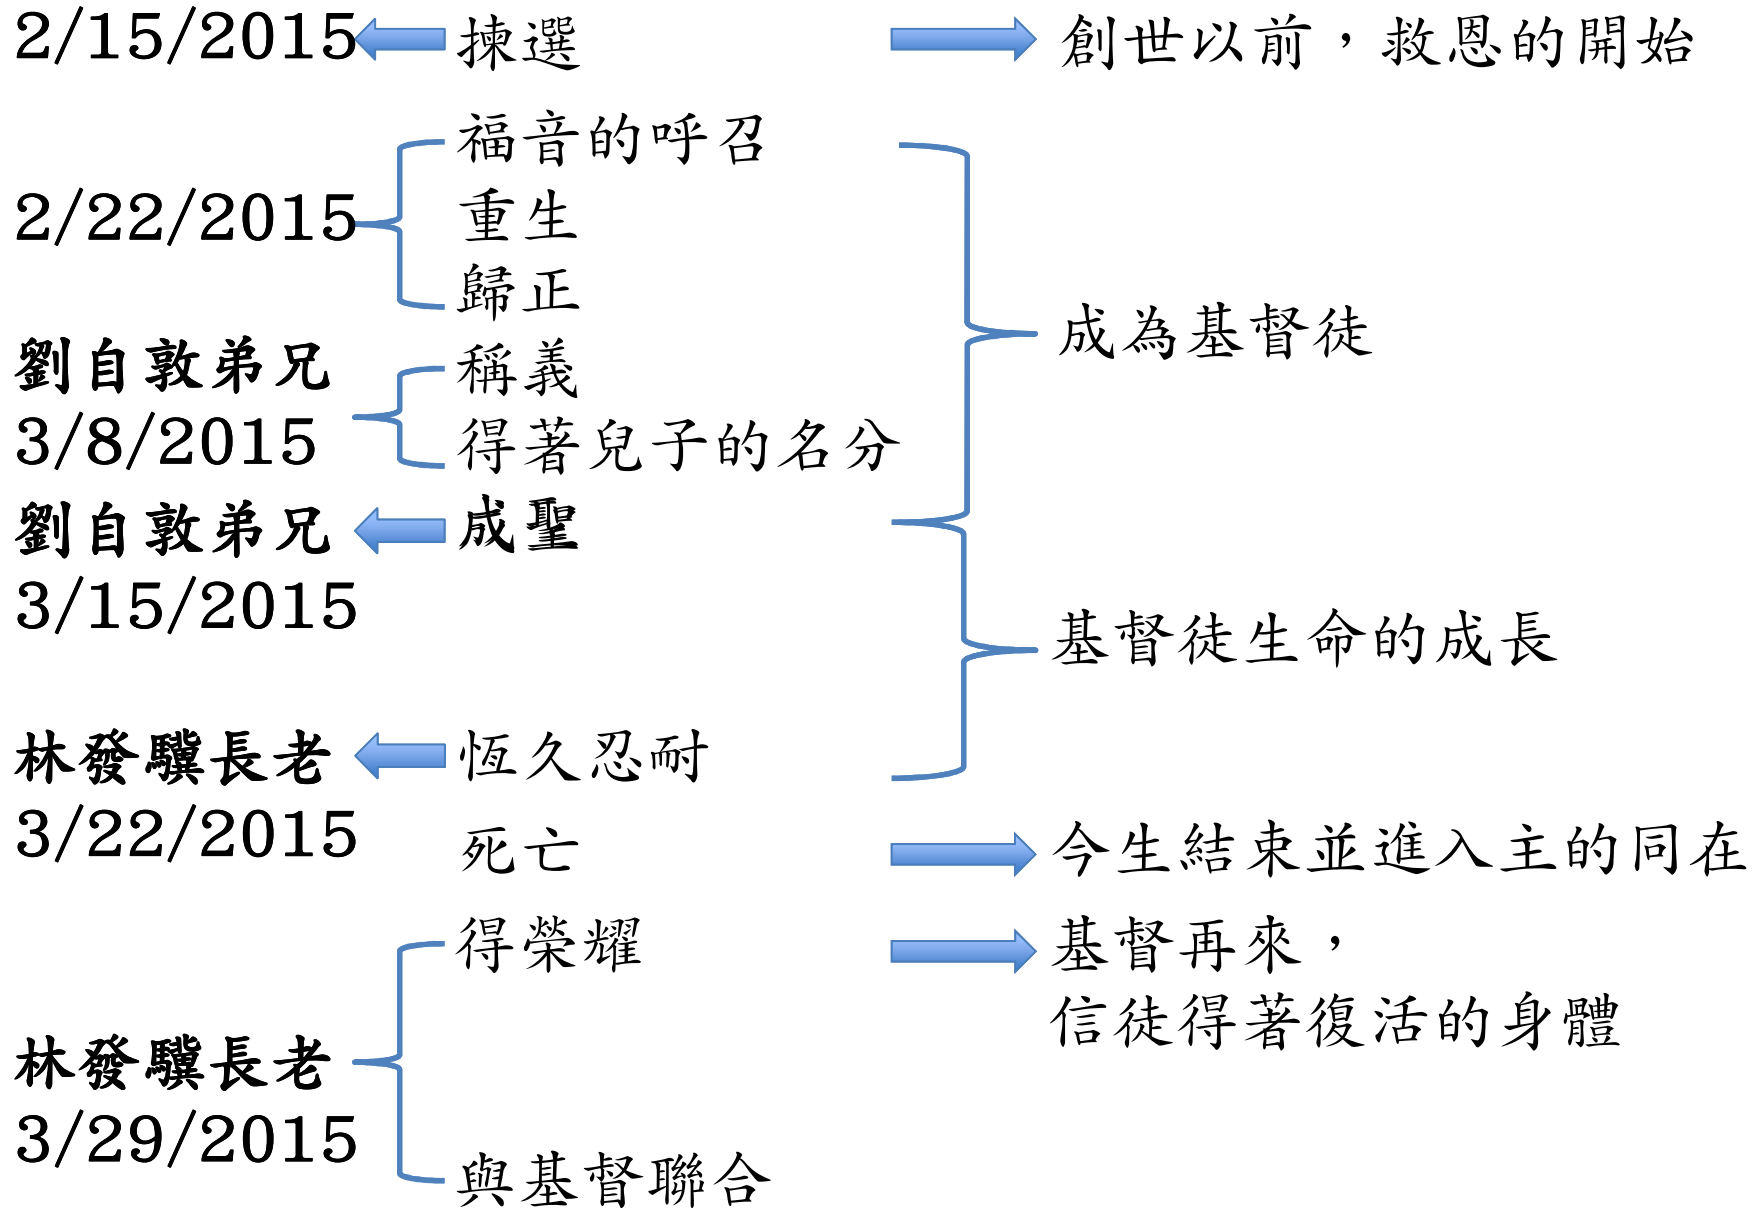 2/15/2015 揀選 創世以前，救恩的開始
福音的呼召
2/22/2015 重生
歸正
成為基督徒
劉自敦弟兄 稱義
3/8/2015 得著兒子的名分
劉自敦弟兄 成聖
3/15/2015
基督徒生命的成長
林發驥長老 恆久忍耐
3/22/2015 死亡 今生結束並進入主的同在
得榮耀 基督再來，
信徒得著復活的身體
林發驥長老
3/29/2015
與基督聯合